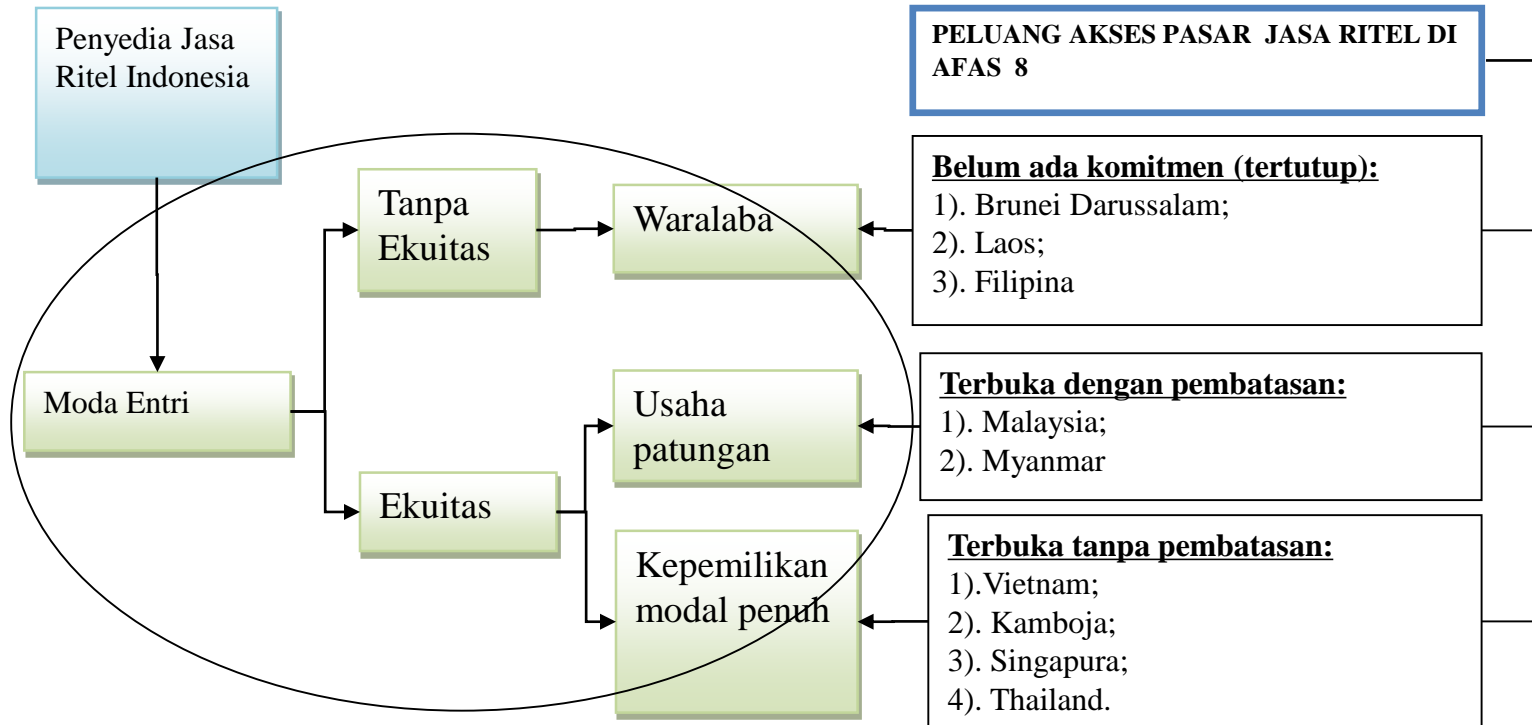 Penyedia Jasa
Ritel Indonesia
PELUANG AKSES PASAR JASA RITEL DI
AFAS 8
Tanpa
Ekuitas
Waralaba
Belum ada komitmen (tertutup):
1). Brunei Darussalam;
2). Laos;
3). Filipina
Moda Entri
Usaha
patungan
Terbuka dengan pembatasan:
1). Malaysia;
2). Myanmar
Ekuitas
Kepemilikan
modal penuh
Terbuka tanpa pembatasan:
1).Vietnam;
2). Kamboja;
3). Singapura;
4). Thailand.